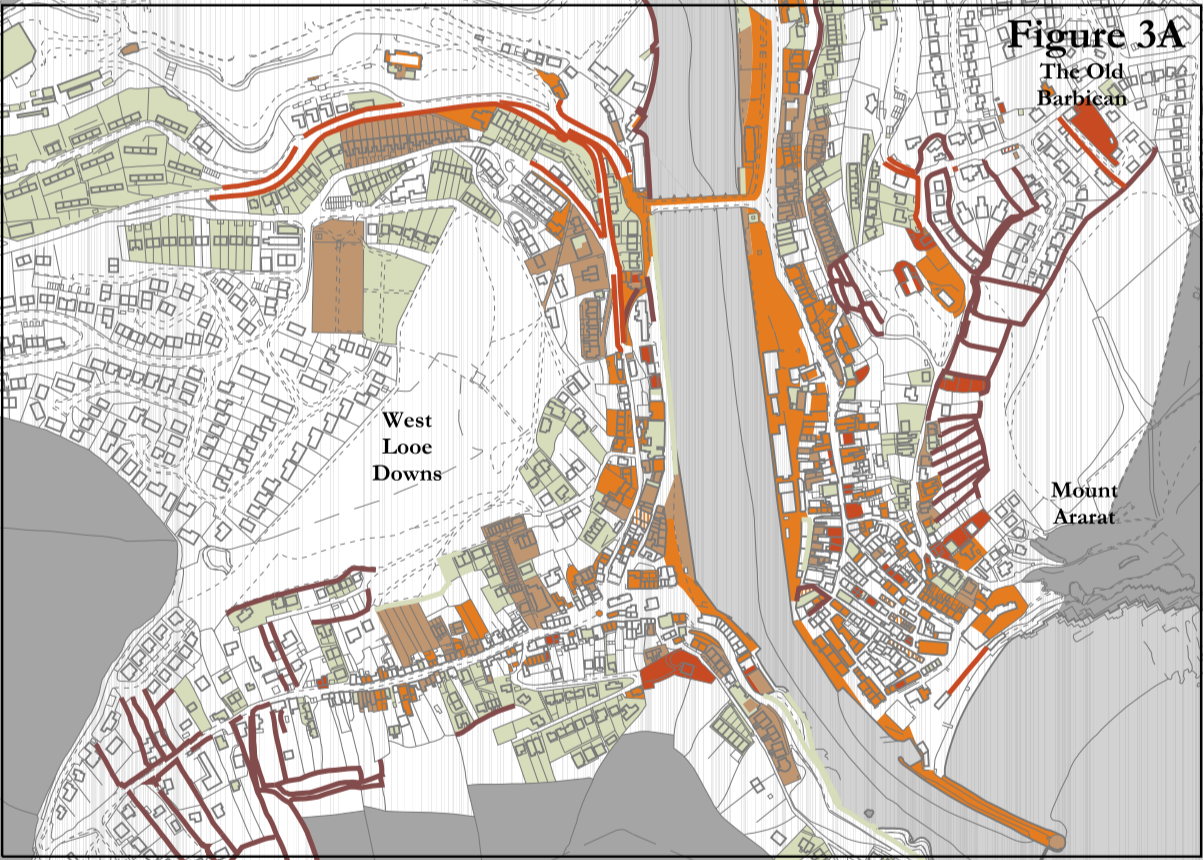 Figure 3A
The Old
Barbican
West
Looe
Downs
Mount
Ararat